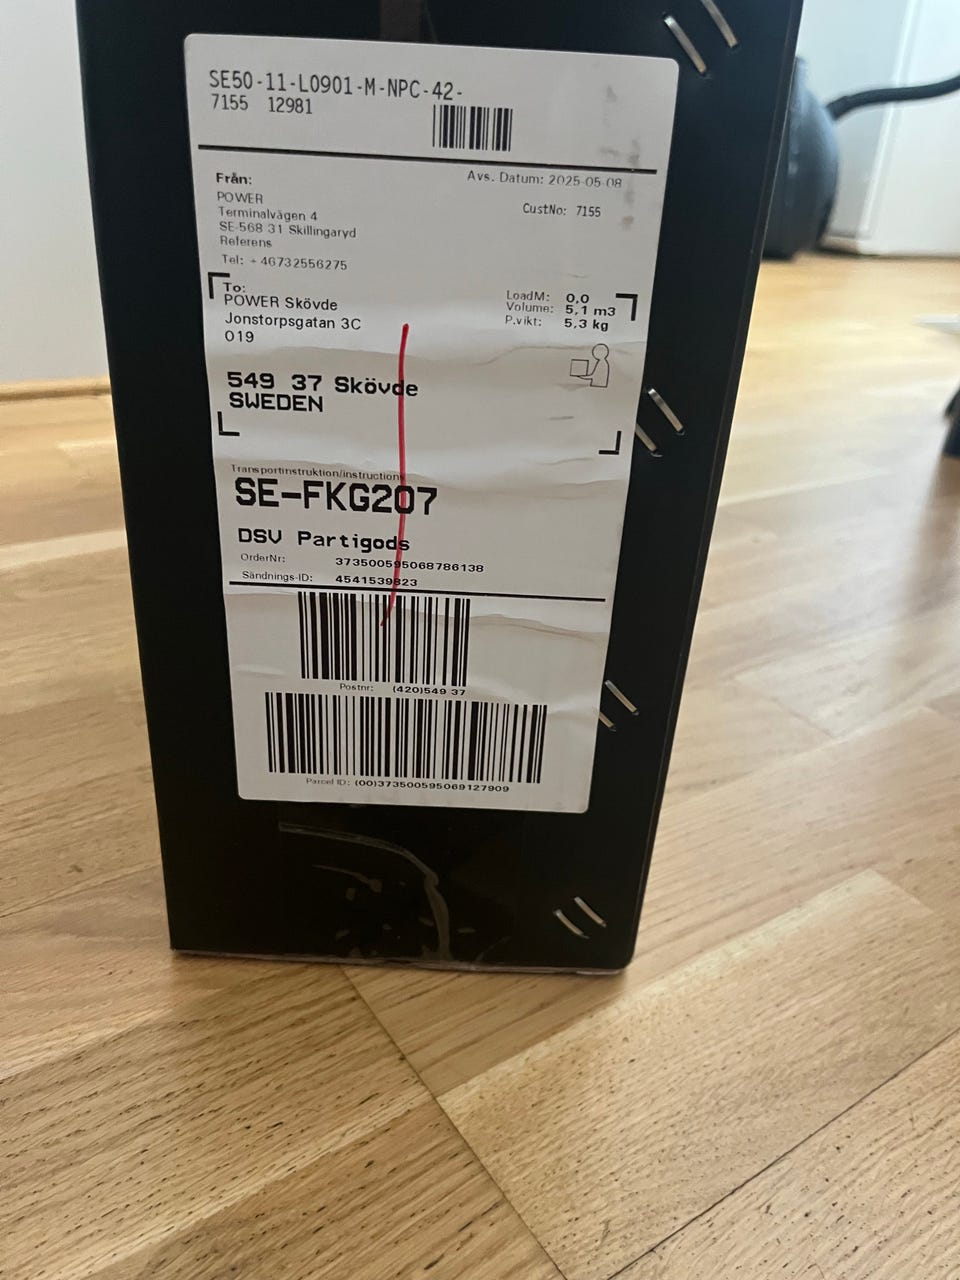 SE50-11-L0901-M-NPC-42-
7155 12981
Från:
Avs. Datum: 2025-05-08
POWER
CustNo: 7155
Terminalvägen 4
SE-568 31 Skillingaryd
Referens
Tel: +46732556275
To:
POWER Skövde
Jonstorpsgatan 3C
019
LoadM: 0,0
Volume: 5,1 m3
P.vikt: 5,3 kg
549 37 Skövde
SWEDEN
Transportinstruktion/instruction
SE-FKG207
DSV Partigods
OrderNr: 373500595068786138
Sändnings-ID: 4541539823
Postnr: (420)549 37
Parcel ID: (00)373500595069127909